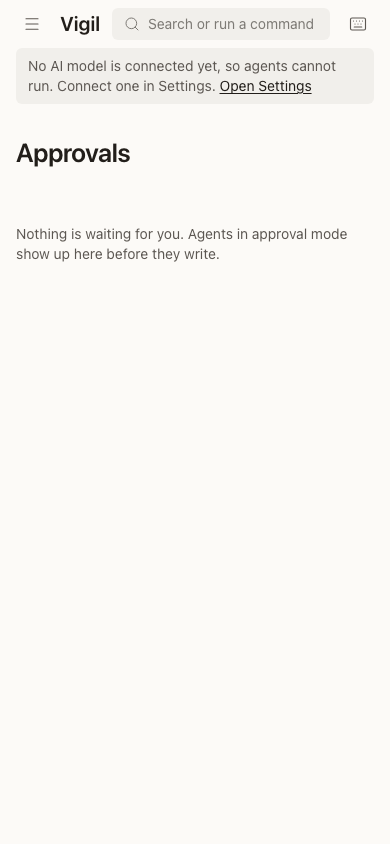 Vigil
Search or run a command
No AI model is connected yet, so agents cannot
run. Connect one in Settings. Open Settings
Approvals
Nothing is waiting for you. Agents in approval mode
show up here before they write.